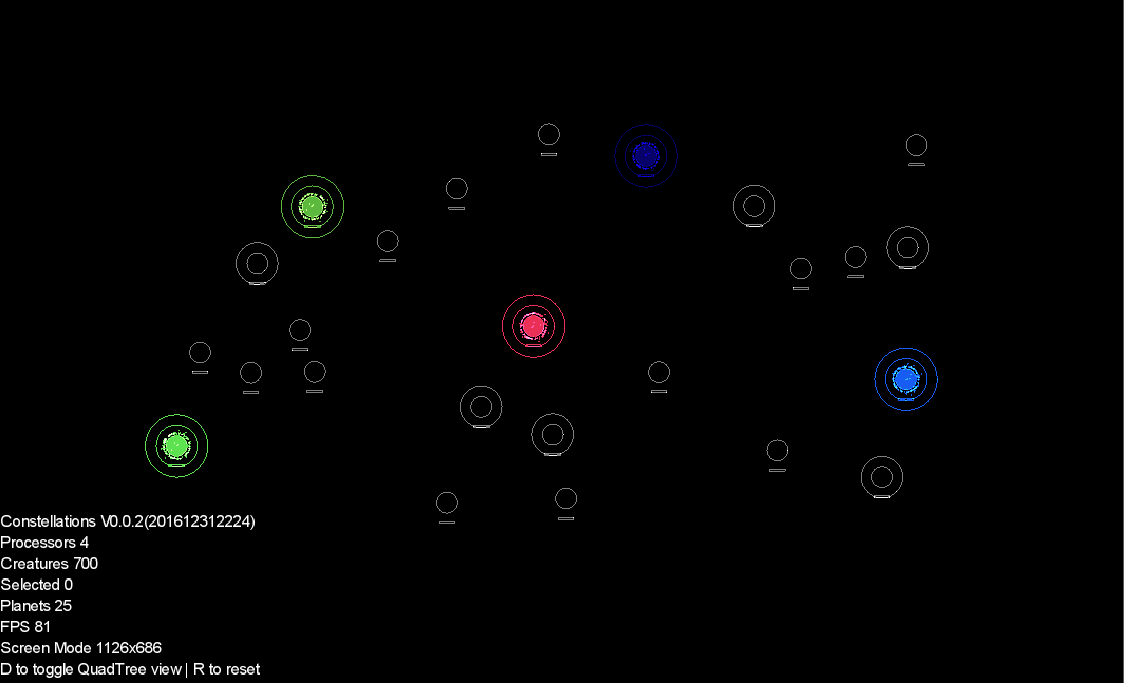 Constellations V0.0.2(201612312224)
Processors 4
Creatures 700
Selected 0
Planets 25
FPS 81
Screen Mode 1126x686
D to toggle QuadTree view | R to reset